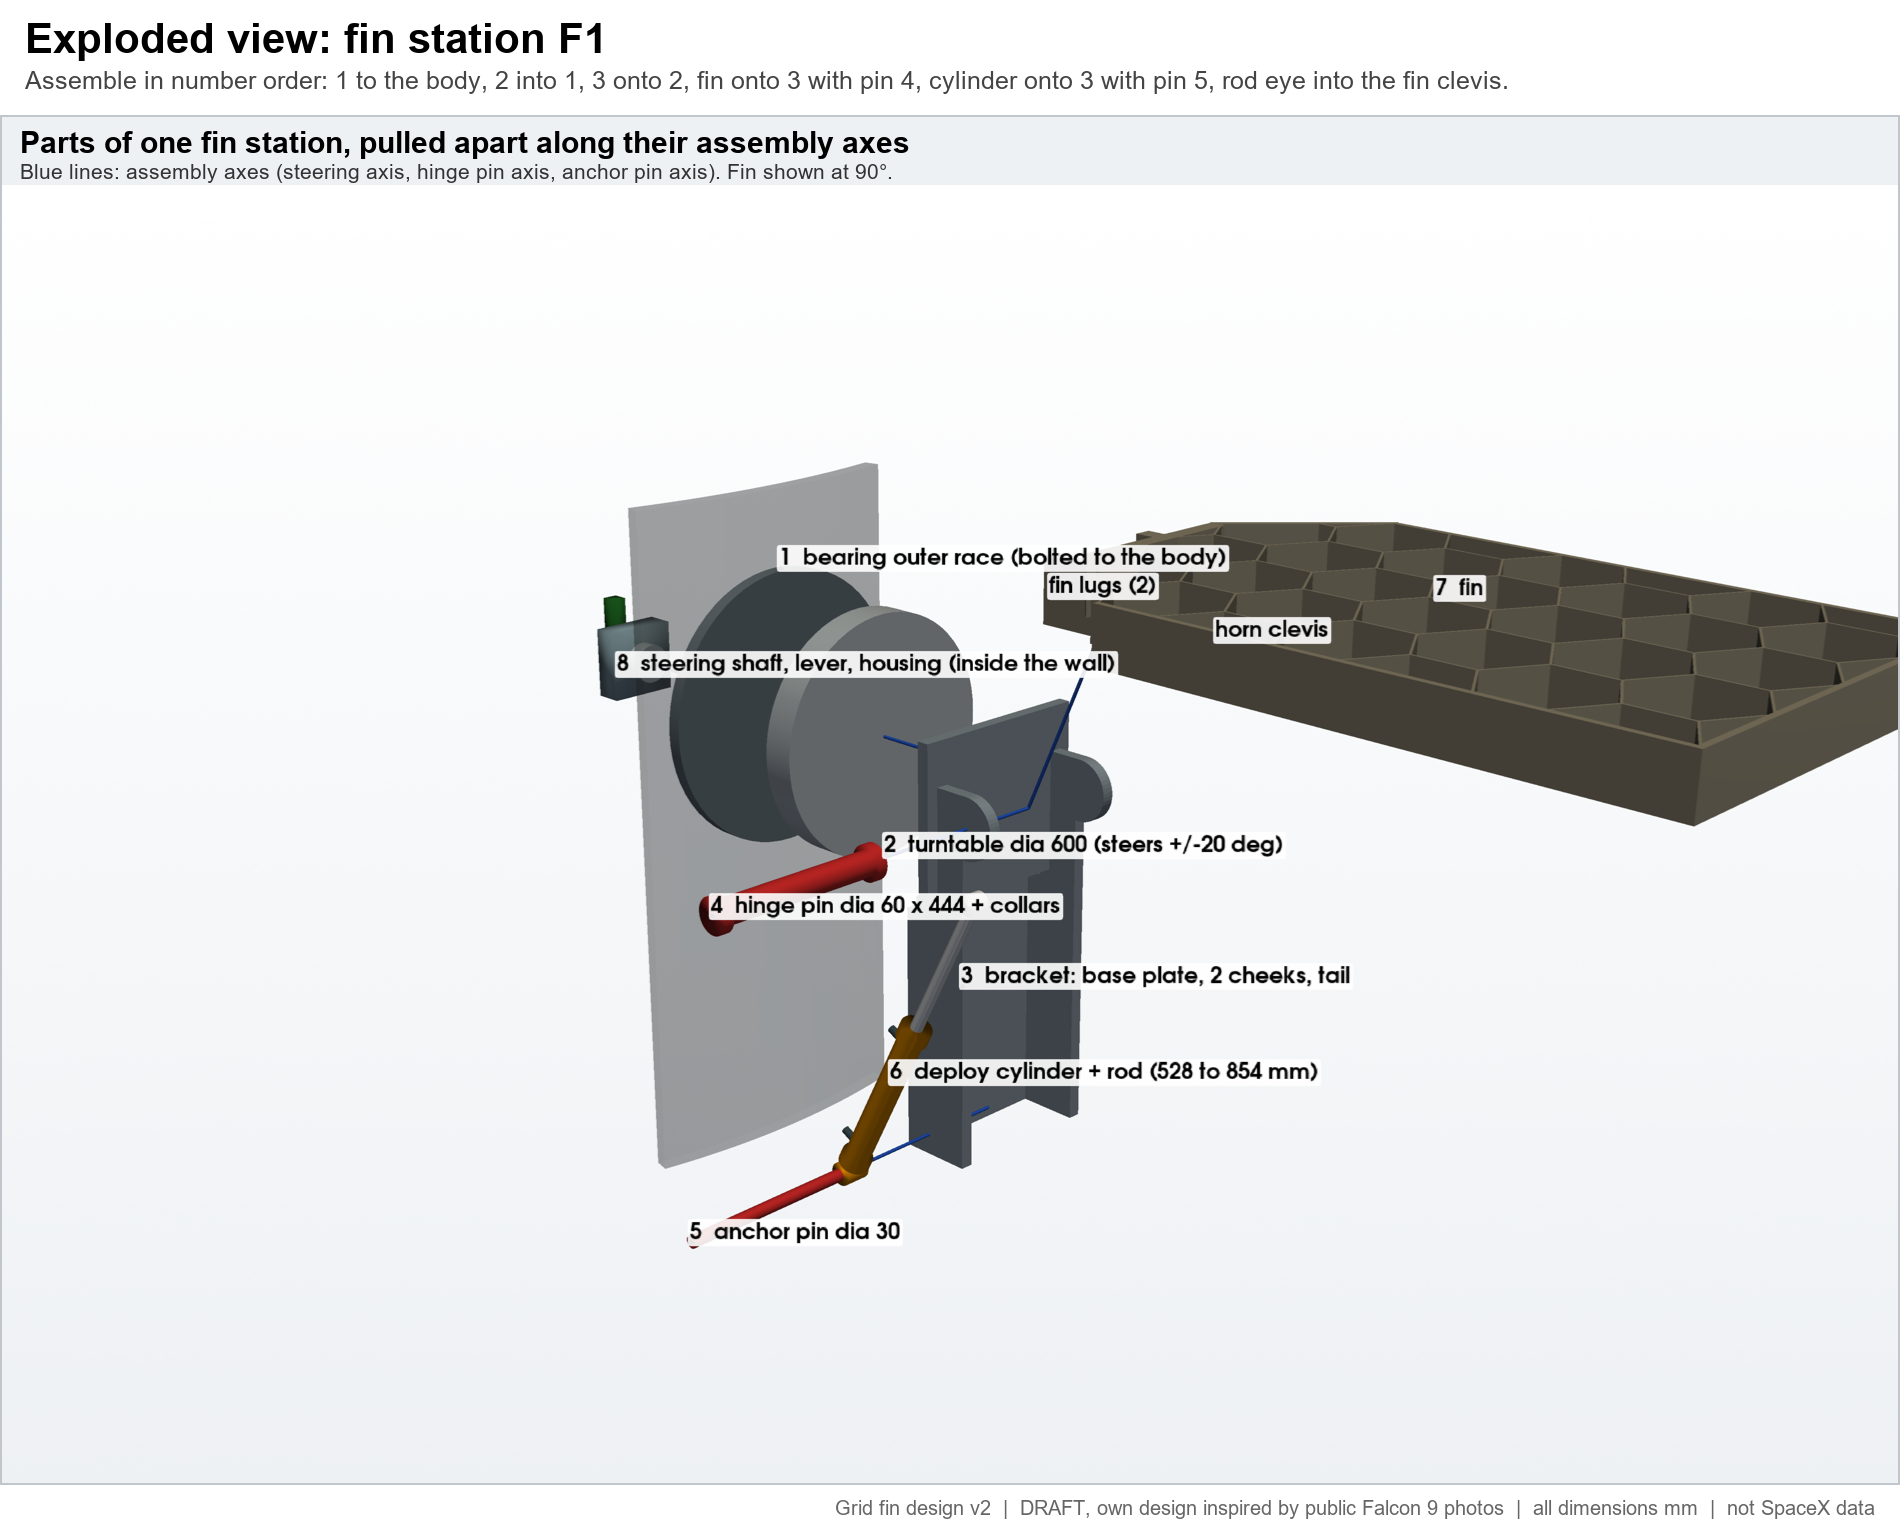 Exploded view: fin station F1
Assemble in number order: 1 to the body, 2 into 1, 3 onto 2, fin onto 3 with pin 4, cylinder onto 3 with pin 5, rod eye into the fin clevis.
Parts of one fin station, pulled apart along their assembly axes
Blue lines: assembly axes (steering axis, hinge pin axis, anchor pin axis). Fin shown at 90°.
1 bearing outer race (bolted to the body)
fin lugs (2)
7 fin
horn clevis
8 steering shaft, lever, housing (inside the wall)
2 turntable dia 600 (steers +/-20 deg)
4 hinge pin dia 60 x 444 + collars
3 bracket: base plate, 2 cheeks, tail
6 deploy cylinder + rod (528 to 854 mm)
5 anchor pin dia 30
Grid fin design v2 | DRAFT, own design inspired by public Falcon 9 photos | all dimensions mm | not SpaceX data